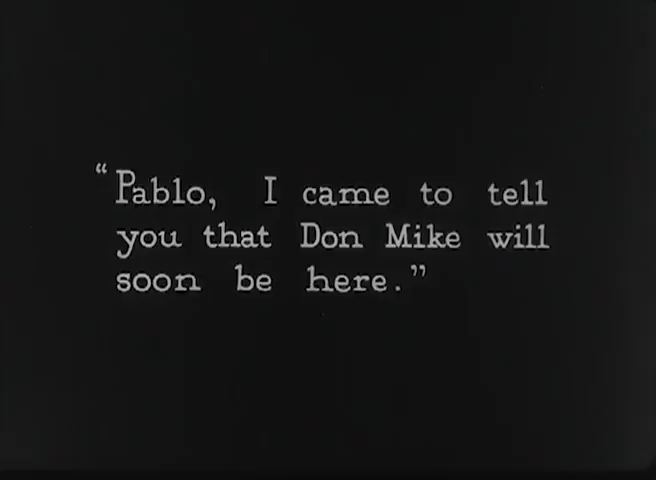 “Pablo, I came to tell
you that Don Mike will
soon be here.”